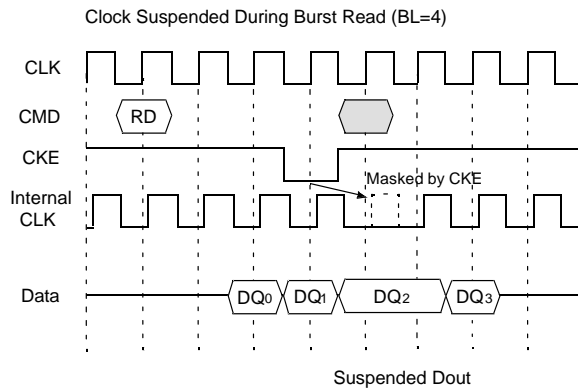 Clock Suspended During Burst Read (BL=4)
CLK
CMD
RD
CKE
Masked by CKE
Internal
CLK
Data
DQ0
DQ1
DQ2
DQ3
Suspended Dout